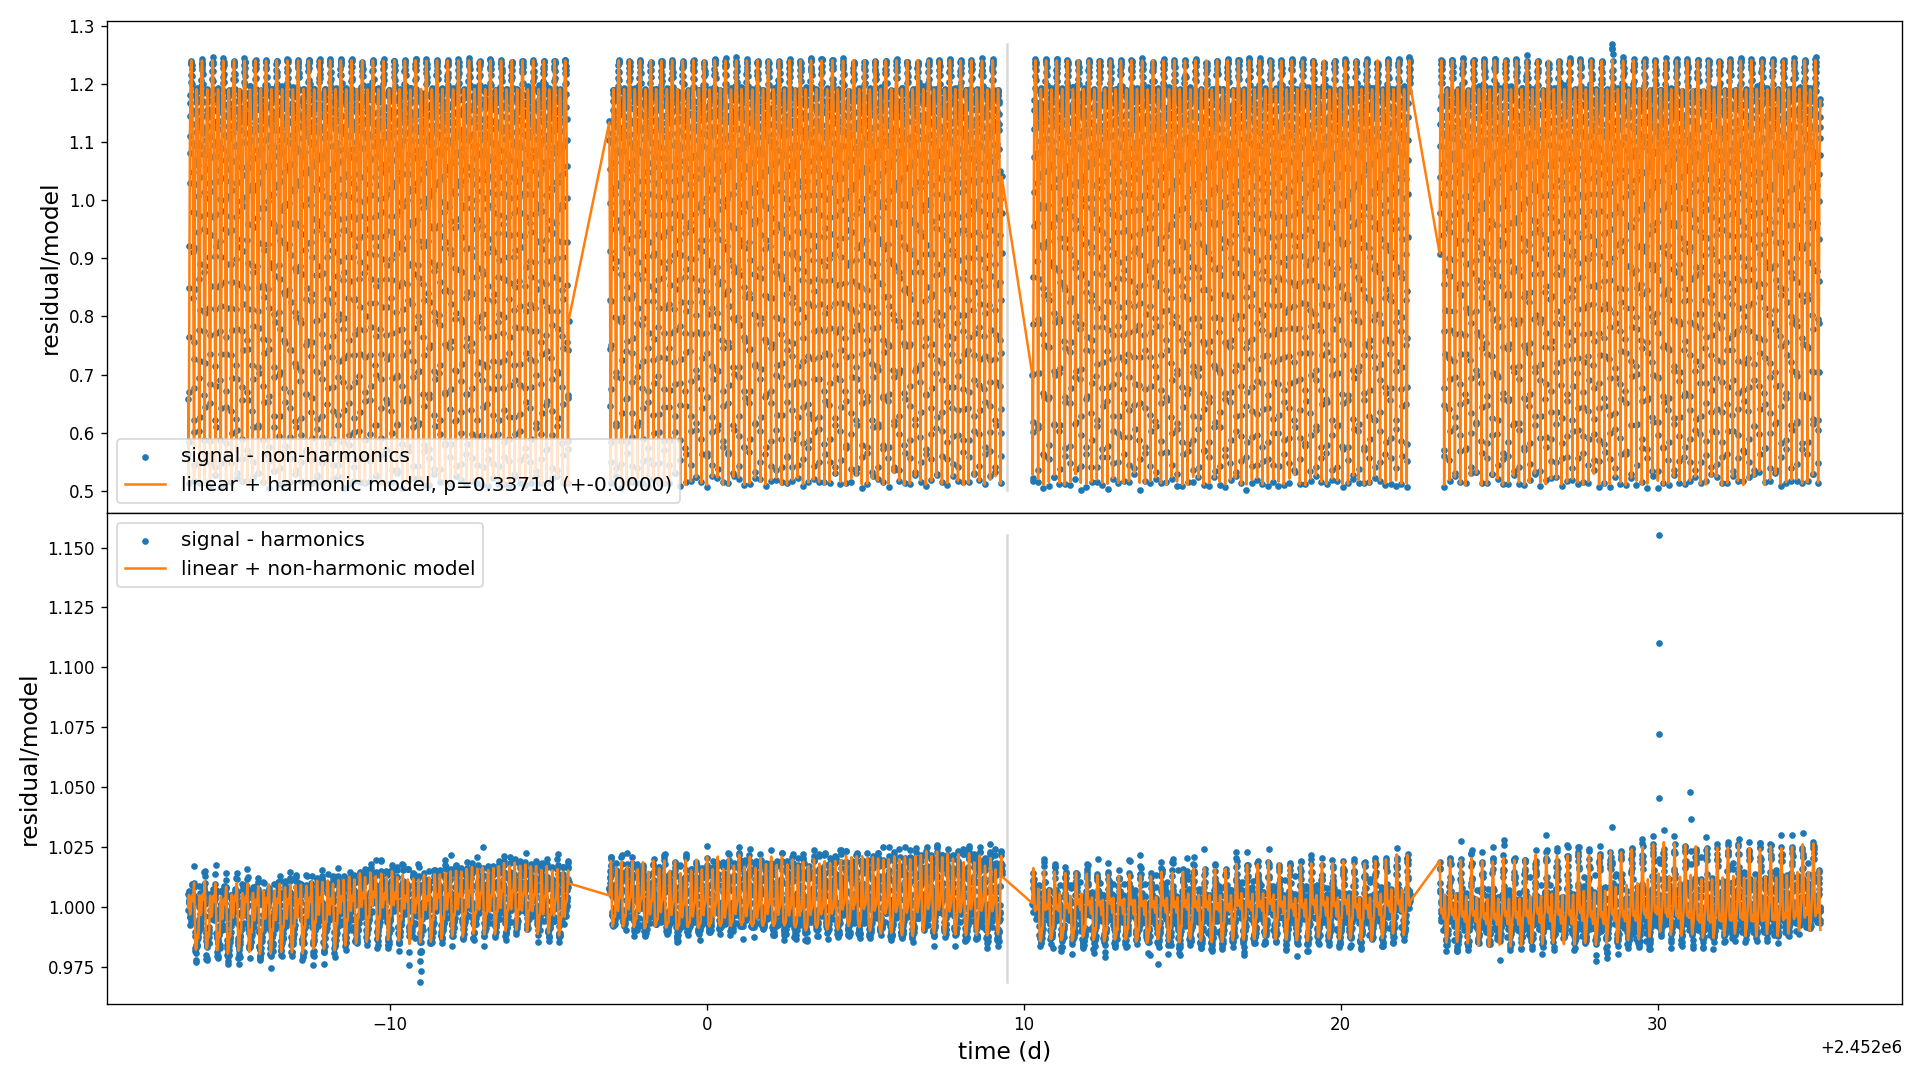 1.3
1.2
1.1
1.0
0.9
0.8
0.7
0.6
0.5
residual/model
signal - non-harmonics
linear + harmonic model, p=0.3371d (+-0.0000)
signal - harmonics
linear + non-harmonic model
1.150
1.125
1.100
1.075
1.050
1.025
1.000
0.975
residual/model
−10
0
10
20
30
time (d)
+2.452e6